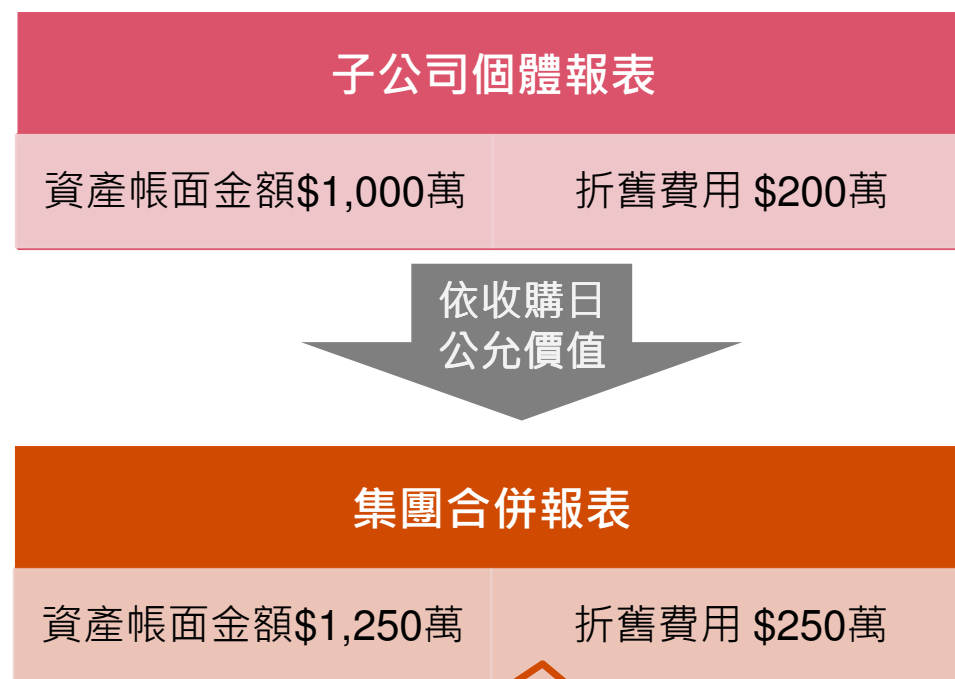 子公司個體報表
資產帳面金額$1,000萬
折舊費用 $200萬
依收購日
公允價值
集團合併報表
資產帳面金額$1,250萬
折舊費用 $250萬